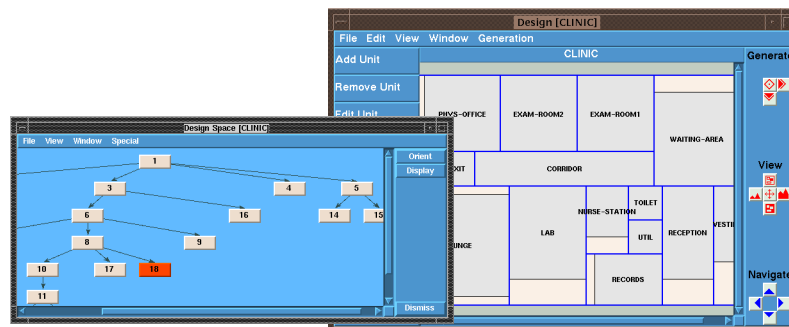 Design [CLINIC]
File Edit View Window Generation
CLINIC
Add Unit
Remove Unit
Edit Unit
PHYS-OFFICE
EXAM-ROOM2
EXAM-ROOM1
WAITING-AREA
CORRIDOR
LAB
NURSE-STATION
TOILET
UTIL
RECEPTION
RECORDS
Generate
View
Navigate
Design Space [CLINIC]
File View Window Special
Orient
Display
Dismiss
1
3 4 5
6 16 14 15
8 9
10 17 18
11